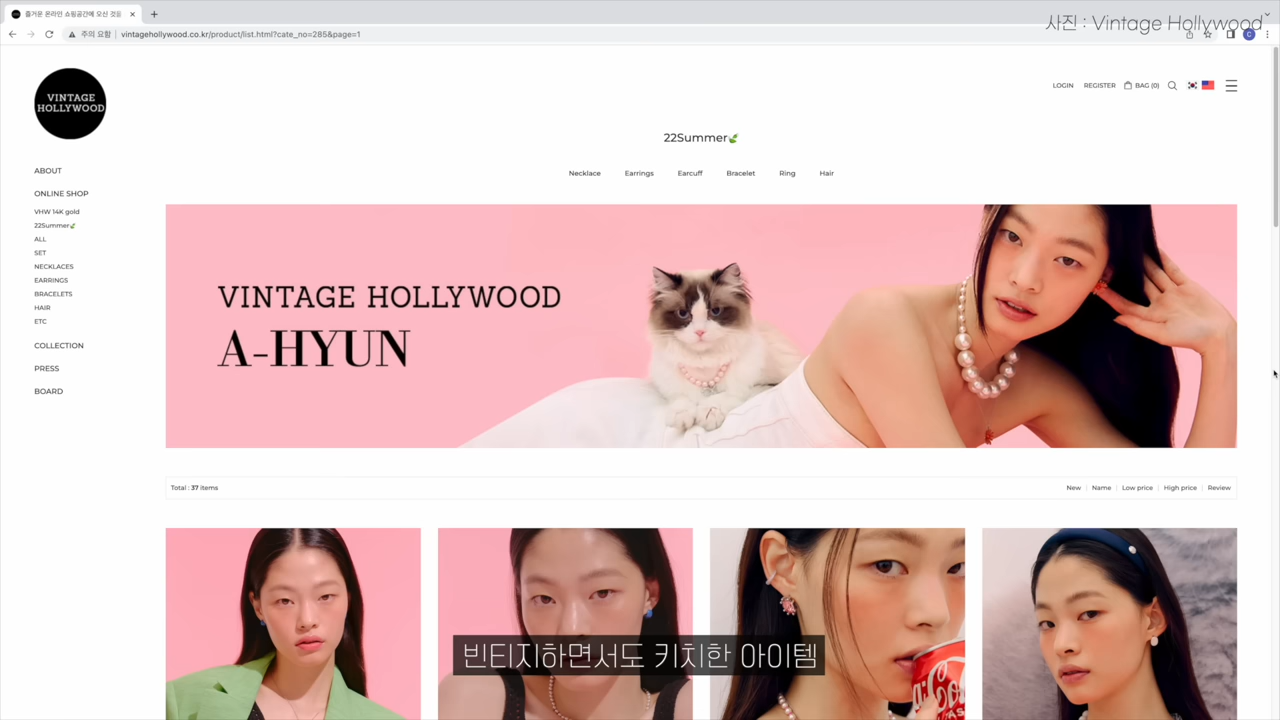 즐거운 온라인 쇼핑공간에 오신 것을
사진 : Vintage Hollywood
주의 요함
vintagehollywood.co.kr/product/list.html?cate_no=285&page=1
C
VINTAGE
HOLLYWOOD
LOGIN REGISTER BAG (0)
22Summer
Necklace Earrings Earcuff Bracelet Ring Hair
ABOUT
ONLINE SHOP
VHW 14K gold
22Summer
ALL
SET
NECKLACES
EARRINGS
BRACELETS
HAIR
ETC
COLLECTION
PRESS
BOARD
VINTAGE HOLLYWOOD
A-HYUN
Total : 37 items
New Name Low price High price Review
빈티지하면서도 키치한 아이템